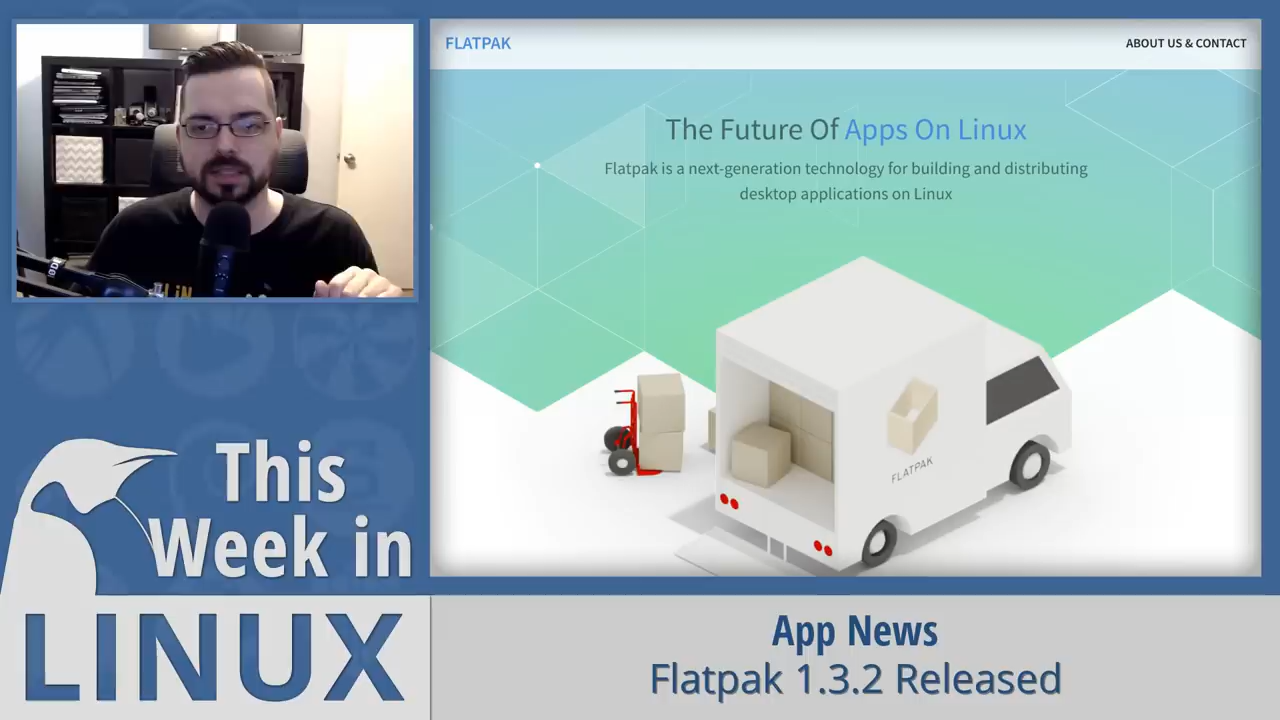 FLATPAK
ABOUT US & CONTACT
The Future Of Apps On Linux
Flatpak is a next-generation technology for building and distributing
desktop applications on Linux
FLATPAK
This
Week in
LINUX
App News
Flatpak 1.3.2 Released